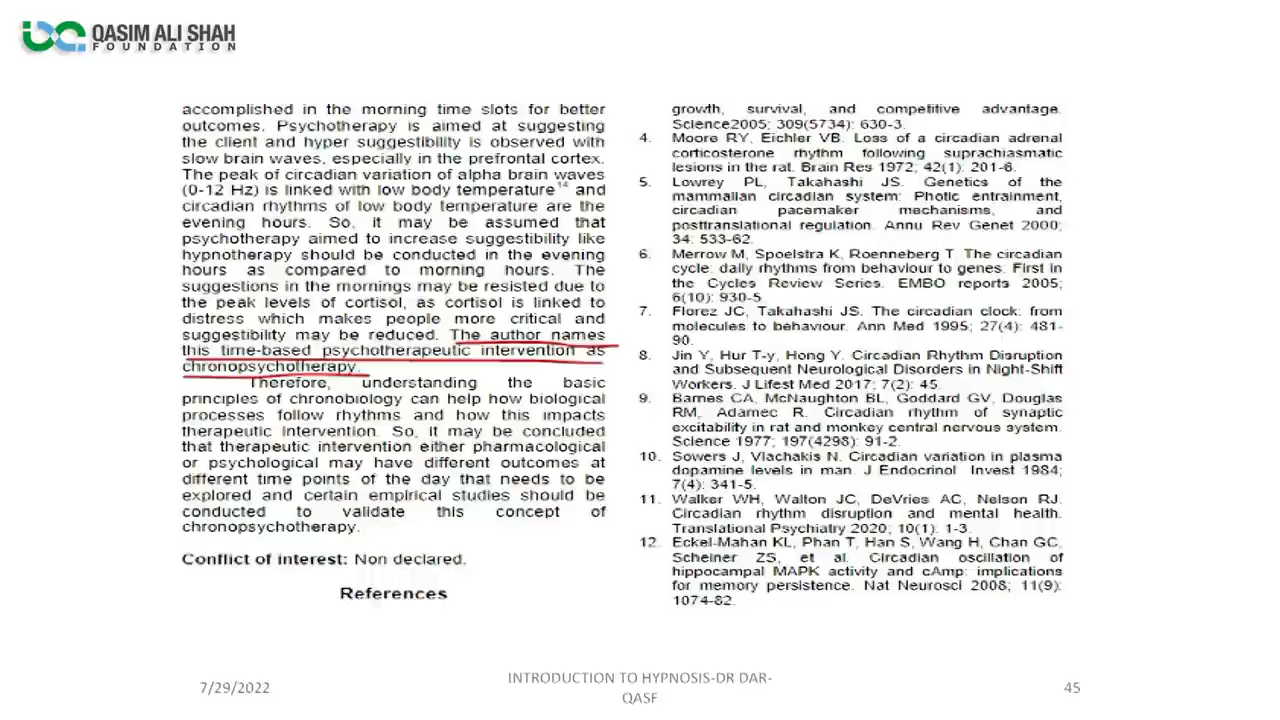 QASIM ALI SHAH
FOUNDATION
accomplished in the morning time slots for better
outcomes. Psychotherapy is aimed at suggesting
the client and hyper suggestibility is observed with
slow brain waves, especially in the prefrontal cortex.
The peak of circadian variation of alpha brain waves
(0-12 Hz) is linked with low body temperature14 and
circadian rhythms of low body temperature are the
evening hours. So, it may be assumed that
psychotherapy aimed to increase suggestibility like
hypnotherapy should be conducted in the evening
hours as compared to morning hours. The
suggestions in the mornings may be resisted due to
the peak levels of cortisol, as cortisol is linked to
distress which makes people more critical and
suggestibility may be reduced. The author names
this time-based psychotherapeutic intervention as
chronopsychotherapy.
Therefore, understanding the basic
principles of chronobiology can help how biological
processes follow rhythms and how this impacts
therapeutic intervention. So, it may be concluded
that therapeutic intervention either pharmacological
or psychological may have different outcomes at
different time points of the day that needs to be
explored and certain empirical studies should be
conducted to validate this concept of
chronopsychotherapy.
Conflict of interest: Non declared.
References
growth, survival, and competitive advantage.
Science2005; 309(5734): 630-3.
4. Moore RY, Eichler VB. Loss of a circadian adrenal
corticosterone rhythm following suprachiasmatic
lesions in the rat. Brain Res 1972; 42(1): 201-6.
5. Lowrey PL, Takahashi JS. Genetics of the
mammalian circadian system: Photic entrainment,
circadian pacemaker mechanisms, and
posttranslational regulation. Annu Rev Genet 2000;
34: 533-62.
6. Merrow M, Spoelstra K, Roenneberg T. The circadian
cycle: daily rhythms from behaviour to genes. First in
the Cycles Review Series. EMBO reports 2005;
6(10): 930-5
7. Florez JC, Takahashi JS. The circadian clock: from
molecules to behaviour. Ann Med 1995; 27(4): 481-
90.
8. Jin Y, Hur T-y, Hong Y. Circadian Rhythm Disruption
and Subsequent Neurological Disorders in Night-Shift
Workers. J Lifest Med 2017; 7(2): 45.
9. Barnes CA, McNaughton BL, Goddard GV, Douglas
RM, Adamec R. Circadian rhythm of synaptic
excitability in rat and monkey central nervous system.
Science 1977; 197(4298): 91-2.
10. Sowers J, Vlachakis N. Circadian variation in plasma
dopamine levels in man. J Endocrinol Invest 1984;
7(4): 341-5.
11. Walker WH, Walton JC, DeVries AC, Nelson RJ.
Circadian rhythm disruption and mental health.
Translational Psychiatry 2020; 10(1): 1-3.
12. Eckel-Mahan KL, Phan T, Han S, Wang H, Chan GC,
Scheiner ZS, et al. Circadian oscillation of
hippocampal MAPK activity and cAmp: implications
for memory persistence. Nat Neurosci 2008; 11(9):
1074-82.
7/29/2022
INTRODUCTION TO HYPNOSIS-DR DAR-
QASF
45